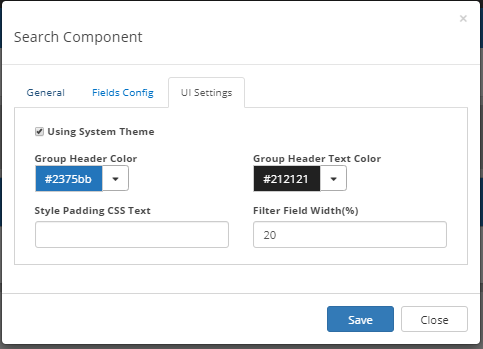 Search Component
×
General Fields Config UI Settings
Using System Theme
Group Header Color Group Header Text Color
#2375bb #212121
Style Padding CSS Text Filter Field Width(%)
20
Save Close